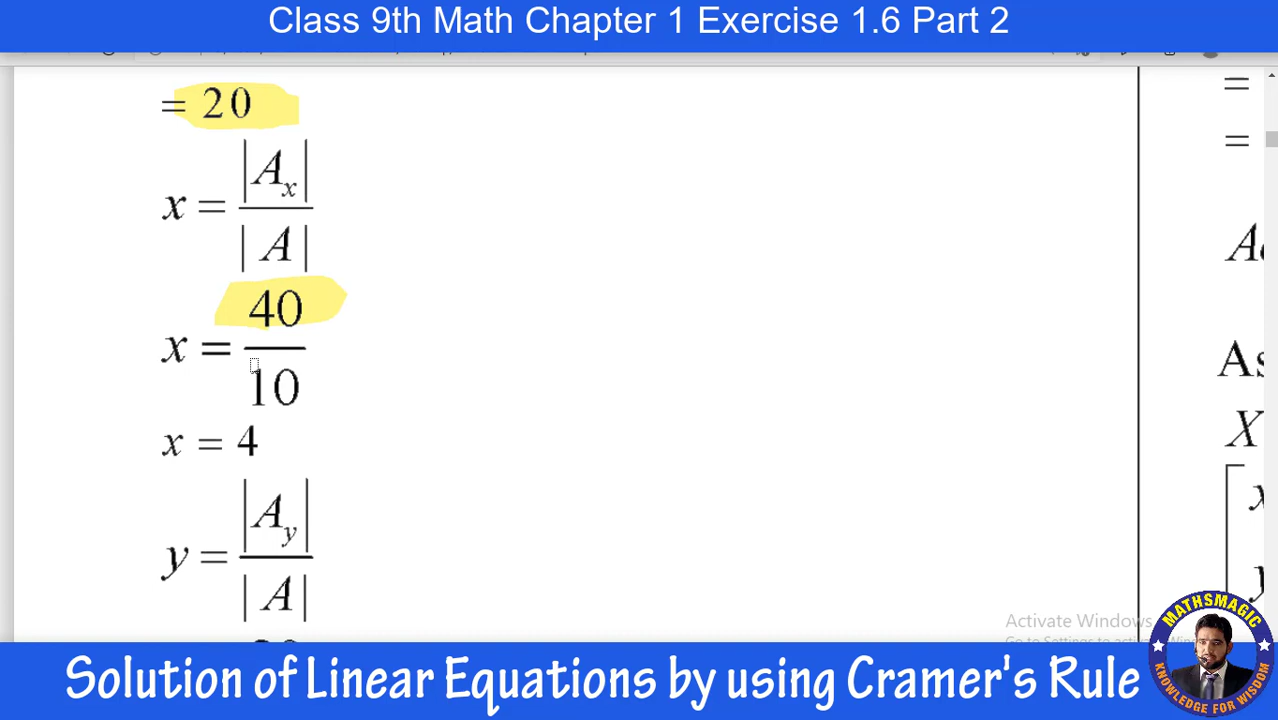 Class 9th Math Chapter 1 Exercise 1.6 Part 2
= 20
x = |Aₓ| / |A|
x = 40 / 10
x = 4
y = |A_y| / |A|
=
=
As
X
Activate Windows
MATHSMAGIC
KNOWLEDGE FOR WISDOM
Solution of Linear Equations by using Cramer's Rule